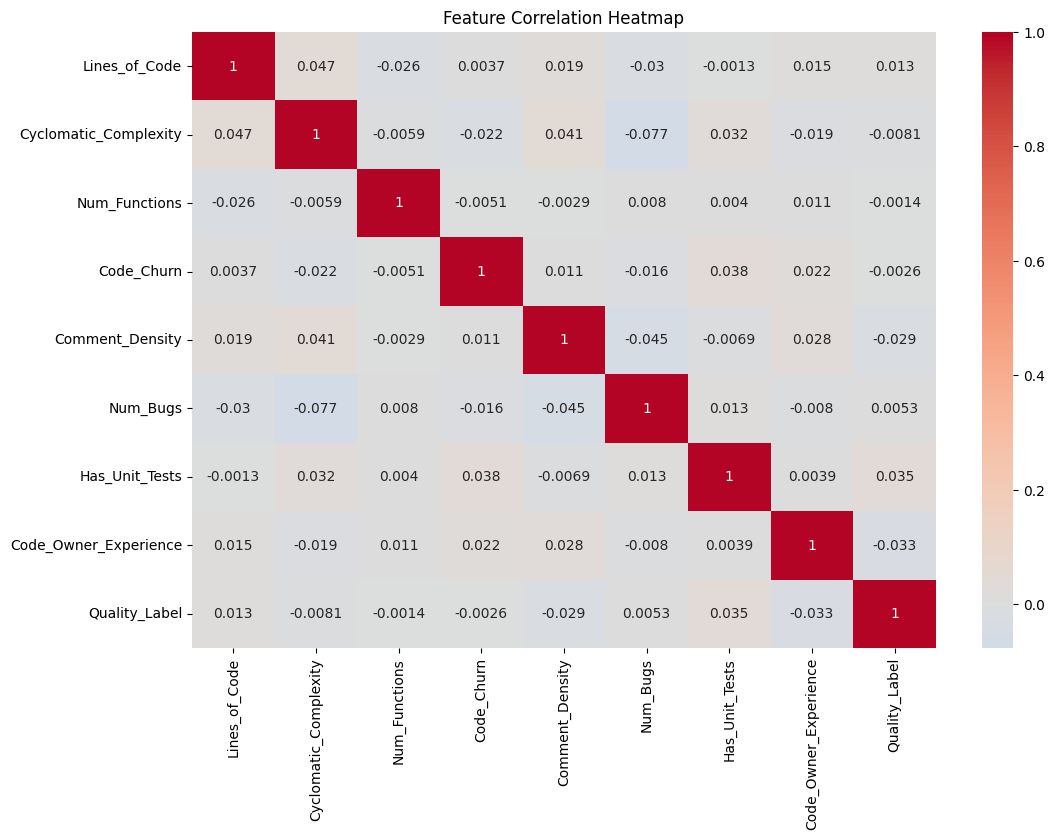 Feature Correlation Heatmap
Lines_of_Code 1 0.047 -0.026 0.0037 0.019 -0.03 -0.0013 0.015 0.013
Cyclomatic_Complexity 0.047 1 -0.0059 -0.022 0.041 -0.077 0.032 -0.019 -0.0081
Num_Functions -0.026 -0.0059 1 -0.0051 -0.0029 0.008 0.004 0.011 -0.0014
Code_Churn 0.0037 -0.022 -0.0051 1 0.011 -0.016 0.038 0.022 -0.0026
Comment_Density 0.019 0.041 -0.0029 0.011 1 -0.045 -0.0069 0.028 -0.029
Num_Bugs -0.03 -0.077 0.008 -0.016 -0.045 1 0.013 -0.008 0.0053
Has_Unit_Tests -0.0013 0.032 0.004 0.038 -0.0069 0.013 1 0.0039 0.035
Code_Owner_Experience 0.015 -0.019 0.011 0.022 0.028 -0.008 0.0039 1 -0.033
Quality_Label 0.013 -0.0081 -0.0014 -0.0026 -0.029 0.0053 0.035 -0.033 1
Lines_of_Code
Cyclomatic_Complexity
Num_Functions
Code_Churn
Comment_Density
Num_Bugs
Has_Unit_Tests
Code_Owner_Experience
Quality_Label
1.0
0.8
0.6
0.4
0.2
0.0